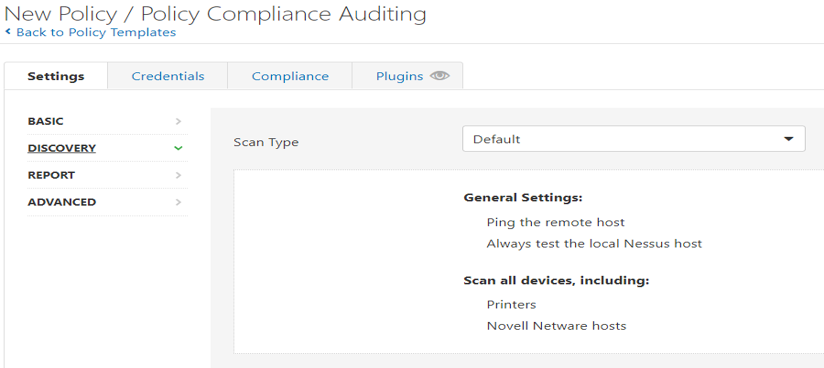 New Policy / Policy Compliance Auditing
Back to Policy Templates
Settings Credentials Compliance Plugins
BASIC
DISCOVERY
REPORT
ADVANCED
Scan Type Default
General Settings:
Ping the remote host
Always test the local Nessus host
Scan all devices, including:
Printers
Novell Netware hosts